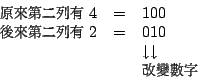 原來第二列有 4 = 100
後來第二列有 2 = 010
↓↓
改變數字